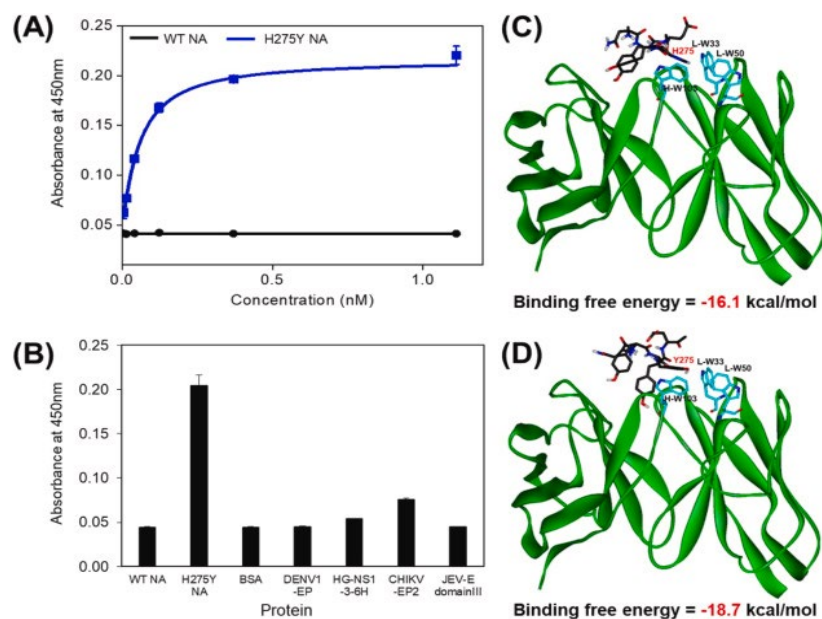 (A)
WT NA
H275Y NA
0.25
0.20
0.15
0.10
0.05
Absorbance at 450nm
0.0
0.5
1.0
Concentration (nM)
(B)
0.25
0.20
0.15
0.10
0.05
0.00
Absorbance at 450nm
WT NA
H275Y
NA
BSA
DENV1
-EP
HG-NS1
-3-6H
CHIKV
-EP2
JEV-E
domainIII
Protein
(C)
H275
L-W33
L-W50
H-W103
Binding free energy = -16.1 kcal/mol
(D)
Y275
L-W33
L-W50
H-W103
Binding free energy = -18.7 kcal/mol